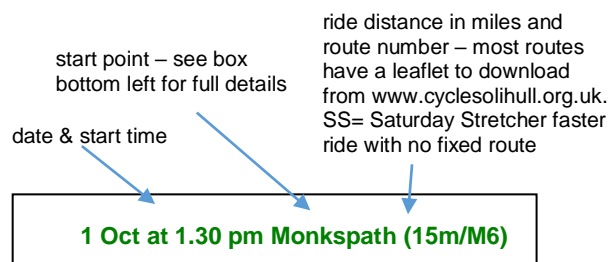 ride distance in miles and
route number – most routes
have a leaflet to download
from www.cyclesolihull.org.uk.
SS= Saturday Stretcher faster
ride with no fixed route
start point – see box
bottom left for full details
date & start time
1 Oct at 1.30 pm Monkspath (15m/M6)